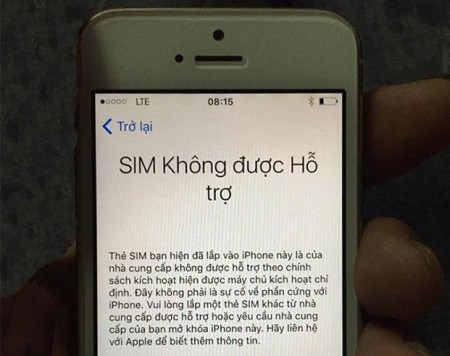 LTE 08:15
Trở lại
SIM Không được Hỗ
trợ
Thẻ SIM bạn hiện đã lắp vào iPhone này là của
nhà cung cấp không được hỗ trợ theo chính
sách kích hoạt hiện được máy chủ kích hoạt chỉ
định. Đây không phải là sự cố về phần cứng với
iPhone. Vui lòng lắp một thẻ SIM khác từ nhà
cung cấp được hỗ trợ hoặc yêu cầu nhà cung
cấp của bạn mở khóa iPhone này. Hãy liên hệ
với Apple để biết thêm thông tin.